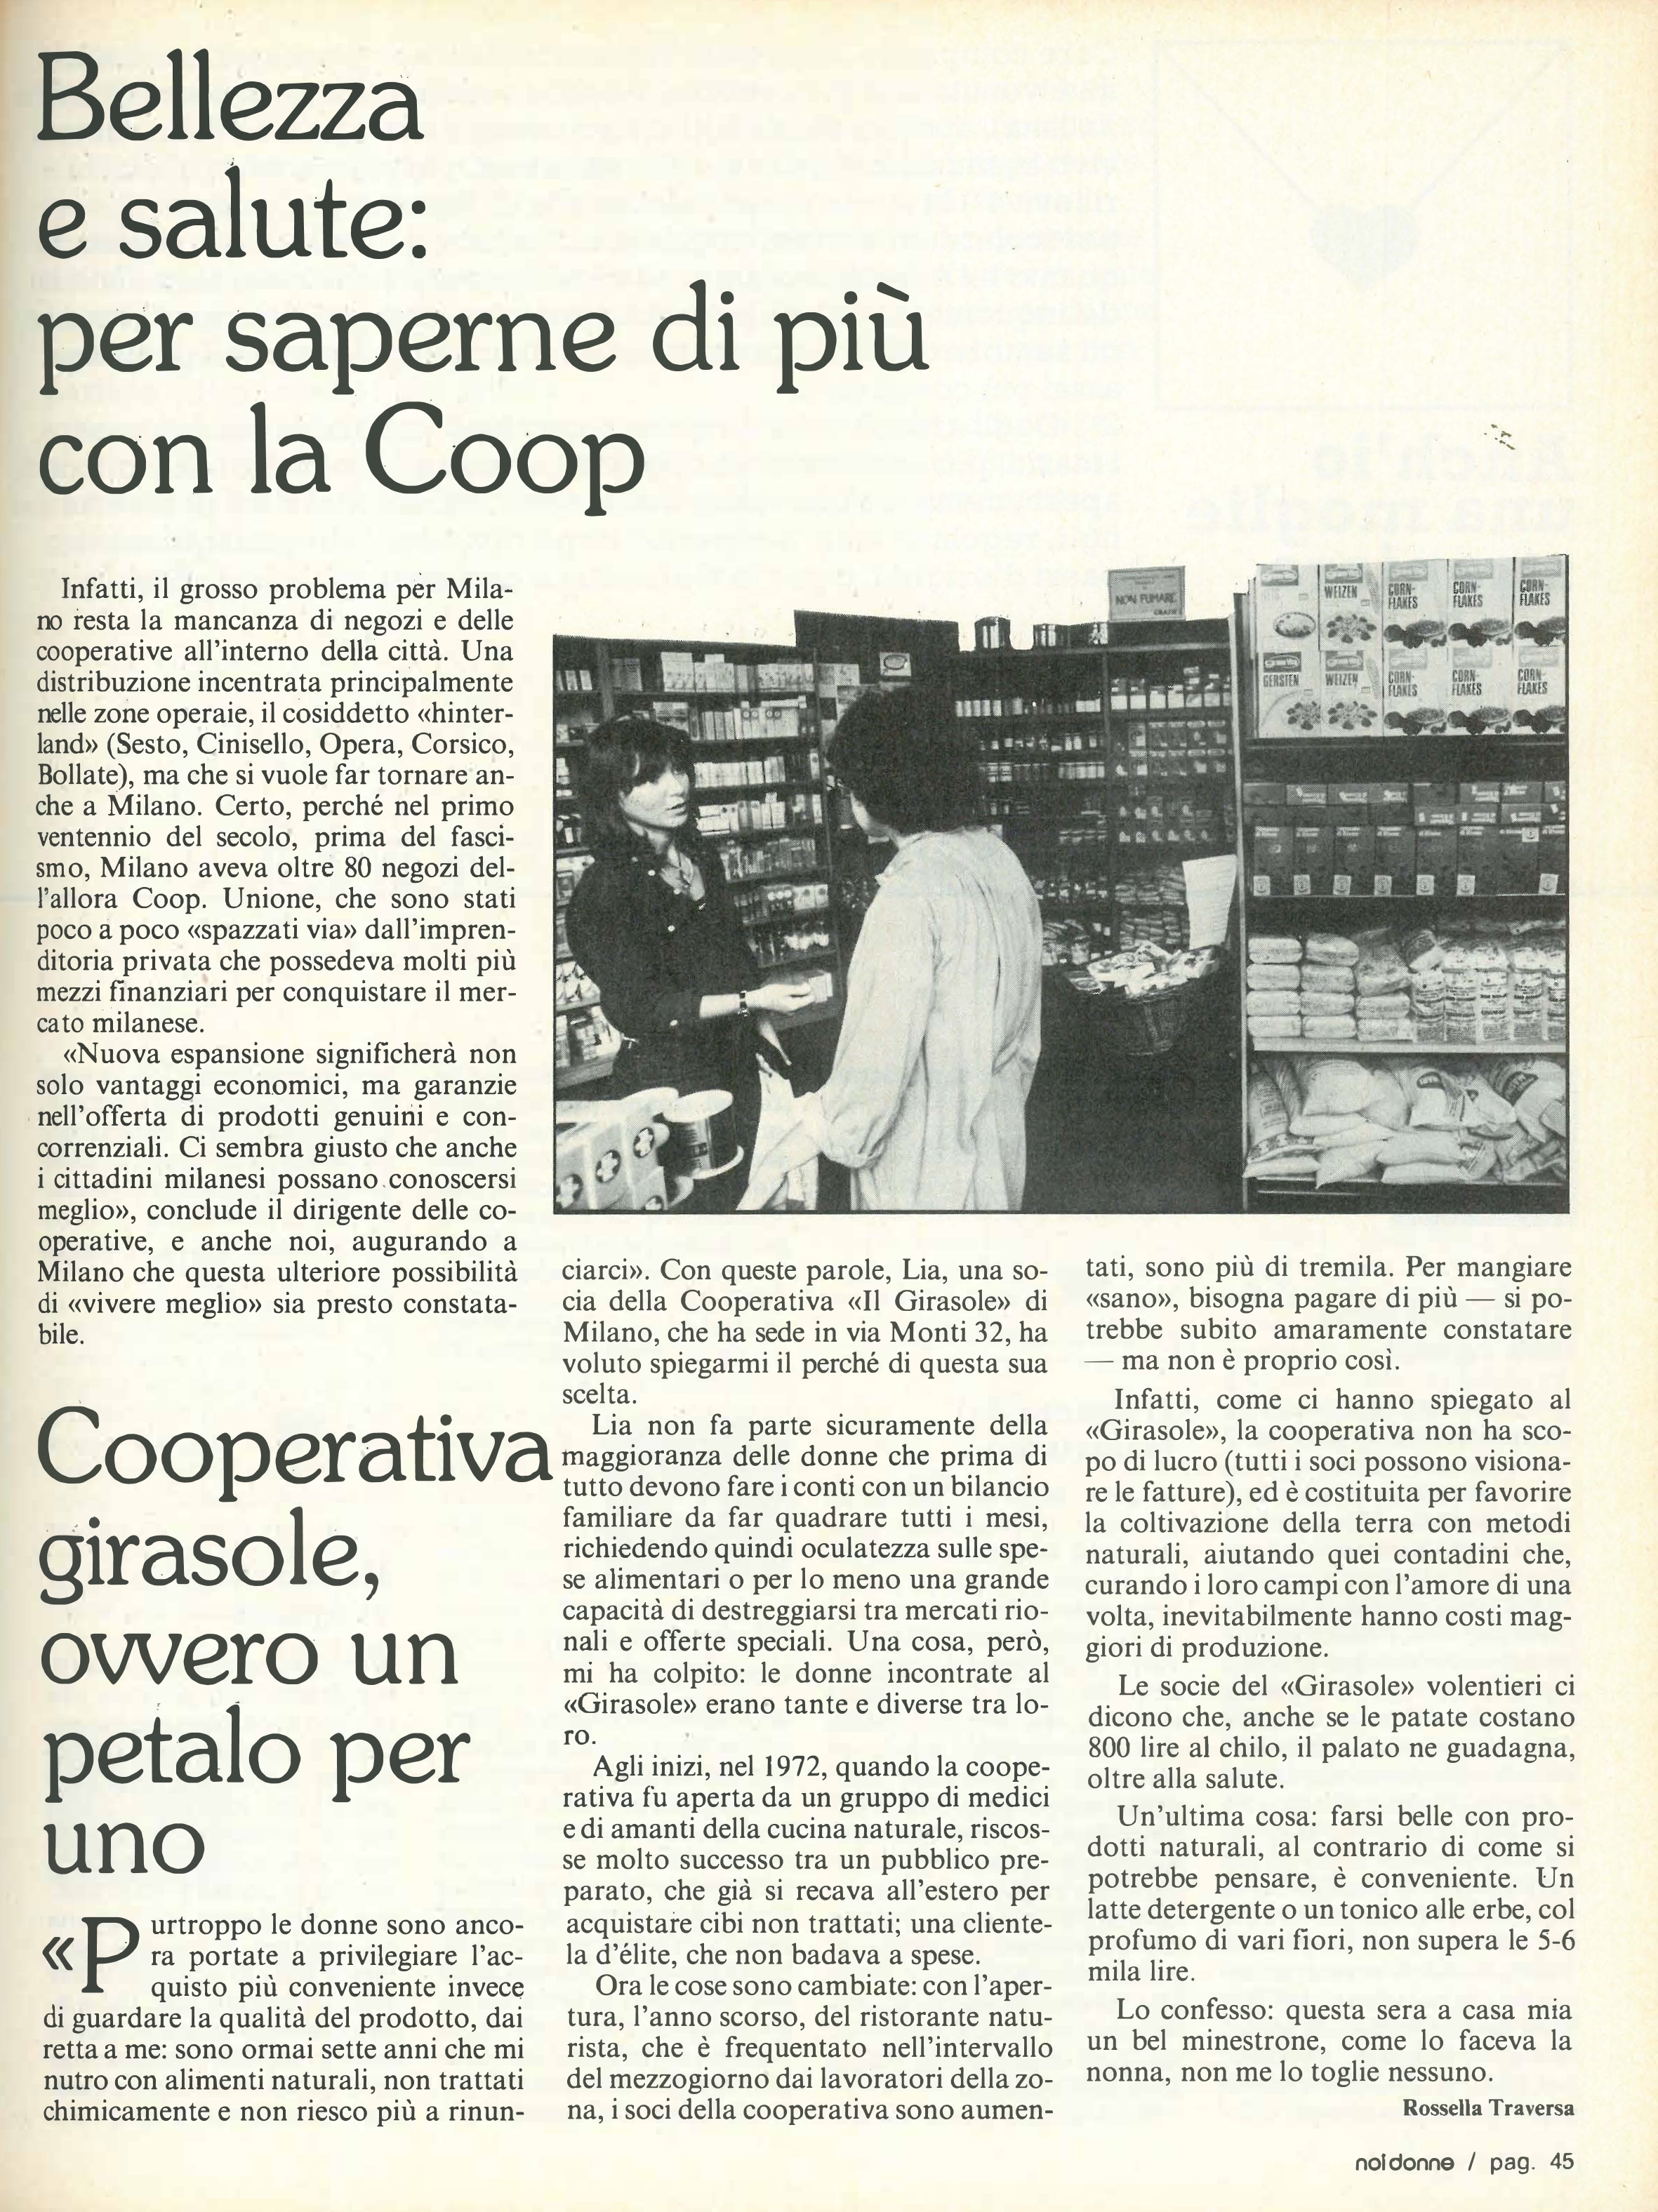 Bellezza
e salute:
per saperne di più
con la Coop
Infatti, il grosso problema per Mila-
no resta la mancanza di negozi e delle
cooperative all'interno della città. Una
distribuzione incentrata principalmente
nelle zone operaie, il cosiddetto «hinter-
land» (Sesto, Cinisello, Opera, Corsico,
Bollate), ma che si vuole far tornare an-
che a Milano. Certo, perché nel primo
ventennio del secolo, prima del fasci-
smo, Milano aveva oltre 80 negozi del-
l'allora Coop. Unione, che sono stati
poco a poco «spazzati via» dall'impren-
ditoria privata che possedeva molti più
mezzi finanziari per conquistare il mer-
cato milanese.
«Nuova espansione significherà non
solo vantaggi economici, ma garanzie
nell'offerta di prodotti genuini e con-
correnziali. Ci sembra giusto che anche
i cittadini milanesi possano conoscersi
meglio», conclude il dirigente delle co-
operative, e anche noi, augurando a
Milano che questa ulteriore possibilità
di «vivere meglio» sia presto constata-
bile.
NON FUMARE
GRAZIE
WEIZEN
CORN-
FLAKES
CORN-
FLAKES
CORN-
FLAKES
GERSTEN
WEIZEN
CORN-
FLAKES
CORN-
FLAKES
CORN-
FLAKES
Cooperativa
girasole,
ovvero un
petalo per
uno
«Purtroppo le donne sono anco-
ra portate a privilegiare l'ac-
quisto più conveniente invece
di guardare la qualità del prodotto, dai
retta a me: sono ormai sette anni che mi
nutro con alimenti naturali, non trattati
chimicamente e non riesco più a rinun-
ciarci». Con queste parole, Lia, una so-
cia della Cooperativa «Il Girasole» di
Milano, che ha sede in via Monti 32, ha
voluto spiegarmi il perché di questa sua
scelta.
Lia non fa parte sicuramente della
maggioranza delle donne che prima di
tutto devono fare i conti con un bilancio
familiare da far quadrare tutti i mesi,
richiedendo quindi oculatezza sulle spe-
se alimentari o per lo meno una grande
capacità di destreggiarsi tra mercati rio-
nali e offerte speciali. Una cosa, però,
mi ha colpito: le donne incontrate al
«Girasole» erano tante e diverse tra lo-
ro.
Agli inizi, nel 1972, quando la coope-
rativa fu aperta da un gruppo di medici
e di amanti della cucina naturale, riscos-
se molto successo tra un pubblico pre-
parato, che già si recava all'estero per
acquistare cibi non trattati; una cliente-
la d'élite, che non badava a spese.
Ora le cose sono cambiate: con l'aper-
tura, l'anno scorso, del ristorante natu-
rista, che è frequentato nell'intervallo
del mezzogiorno dai lavoratori della zo-
na, i soci della cooperativa sono aumen-
tati, sono più di tremila. Per mangiare
«sano», bisogna pagare di più — si po-
trebbe subito amaramente constatare
— ma non è proprio così.
Infatti, come ci hanno spiegato al
«Girasole», la cooperativa non ha sco-
po di lucro (tutti i soci possono visiona-
re le fatture), ed è costituita per favorire
la coltivazione della terra con metodi
naturali, aiutando quei contadini che,
curando i loro campi con l'amore di una
volta, inevitabilmente hanno costi mag-
giori di produzione.
Le socie del «Girasole» volentieri ci
dicono che, anche se le patate costano
800 lire al chilo, il palato ne guadagna,
oltre alla salute.
Un'ultima cosa: farsi belle con pro-
dotti naturali, al contrario di come si
potrebbe pensare, è conveniente. Un
latte detergente o un tonico alle erbe, col
profumo di vari fiori, non supera le 5-6
mila lire.
Lo confesso: questa sera a casa mia
un bel minestrone, come lo faceva la
nonna, non me lo toglie nessuno.
Rossella Traversa
noi donne / pag. 45